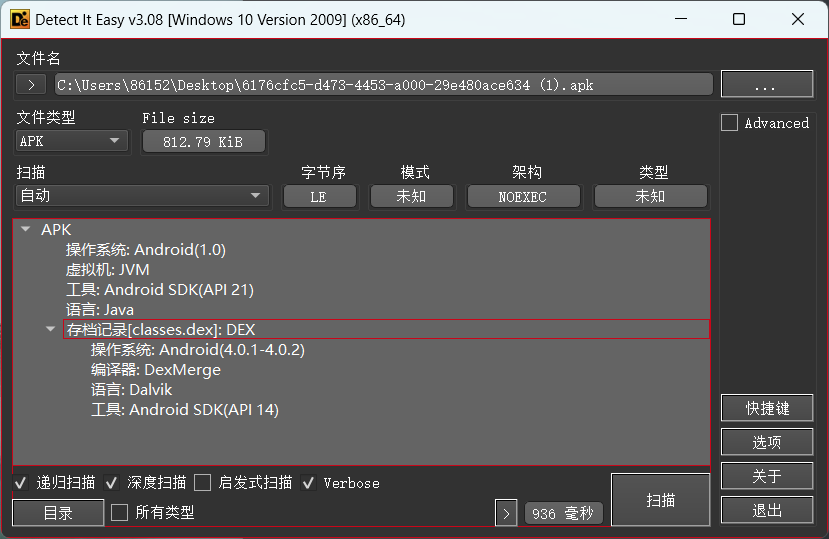 Detect It Easy v3.08 [Windows 10 Version 2009] (x86_64)
文件名
> C:\Users\86152\Desktop\6176cfc5-d473-4453-a000-29e480ace634 (1).apk ...
文件类型 File size Advanced
APK 812.79 KiB
扫描 字节序 模式 架构 类型
自动 LE 未知 NOEXEC 未知
APK
操作系统: Android(1.0)
虚拟机: JVM
工具: Android SDK(API 21)
语言: Java
存档记录[classes.dex]: DEX
操作系统: Android(4.0.1-4.0.2)
编译器: DexMerge
语言: Dalvik
工具: Android SDK(API 14)
快捷键
选项
关于
退出
递归扫描 深度扫描 启发式扫描 Verbose
目录 所有类型 > 936 毫秒 扫描